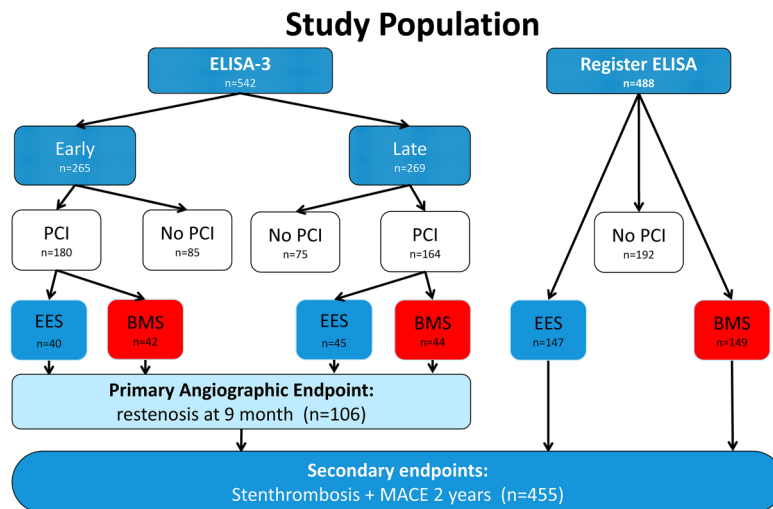 Study Population
ELISA-3
n=542
Register ELISA
n=488
Early
n=265
Late
n=269
PCI
n=180
No PCI
n=85
No PCI
n=75
PCI
n=164
No PCI
n=192
EES
n=40
BMS
n=42
EES
n=45
BMS
n=44
EES
n=147
BMS
n=149
Primary Angiographic Endpoint:
restenosis at 9 month (n=106)
Secondary endpoints:
Stenthrombosis + MACE 2 years (n=455)